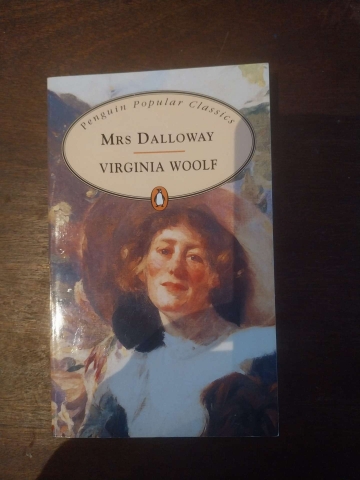 Penguin Popular Classics
MRS DALLOWAY
VIRGINIA WOOLF